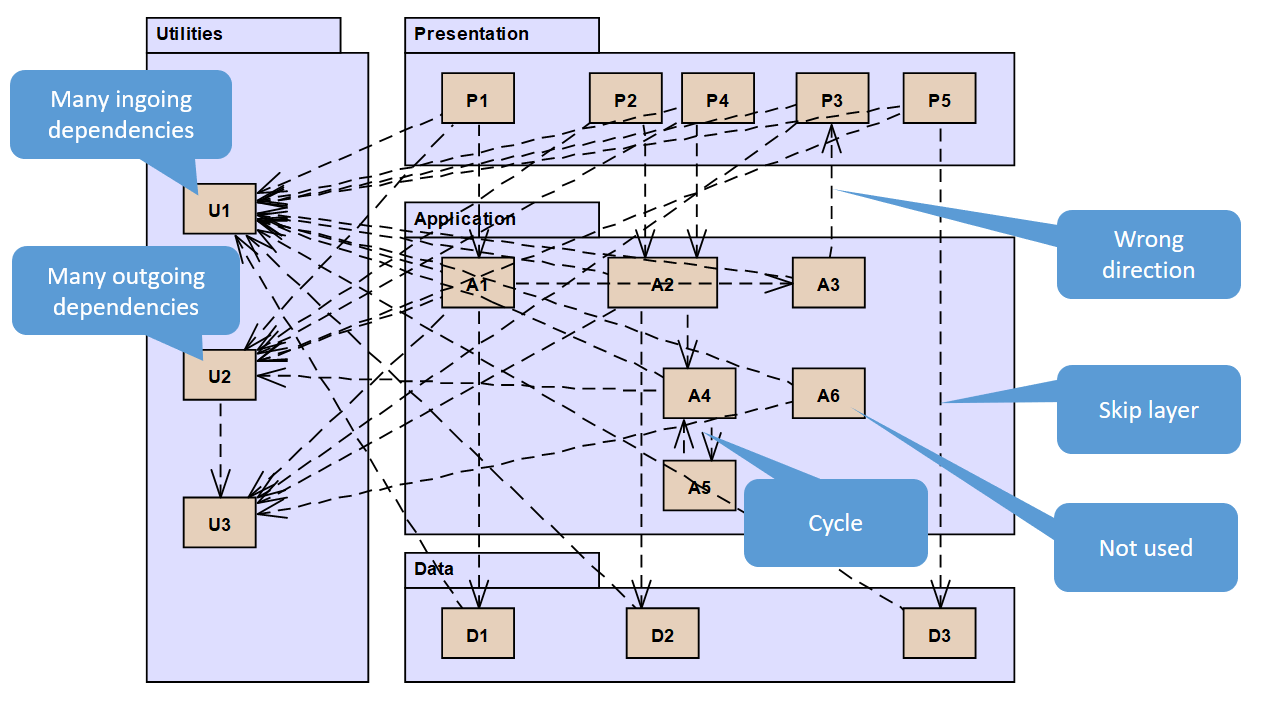 Utilities
Presentation
P1
P2
P4
P3
P5
Many ingoing
dependencies
U1
Application
Wrong
direction
A1
A2
A3
Many outgoing
dependencies
U2
A4
A6
Skip layer
A5
U3
Cycle
Not used
Data
D1
D2
D3